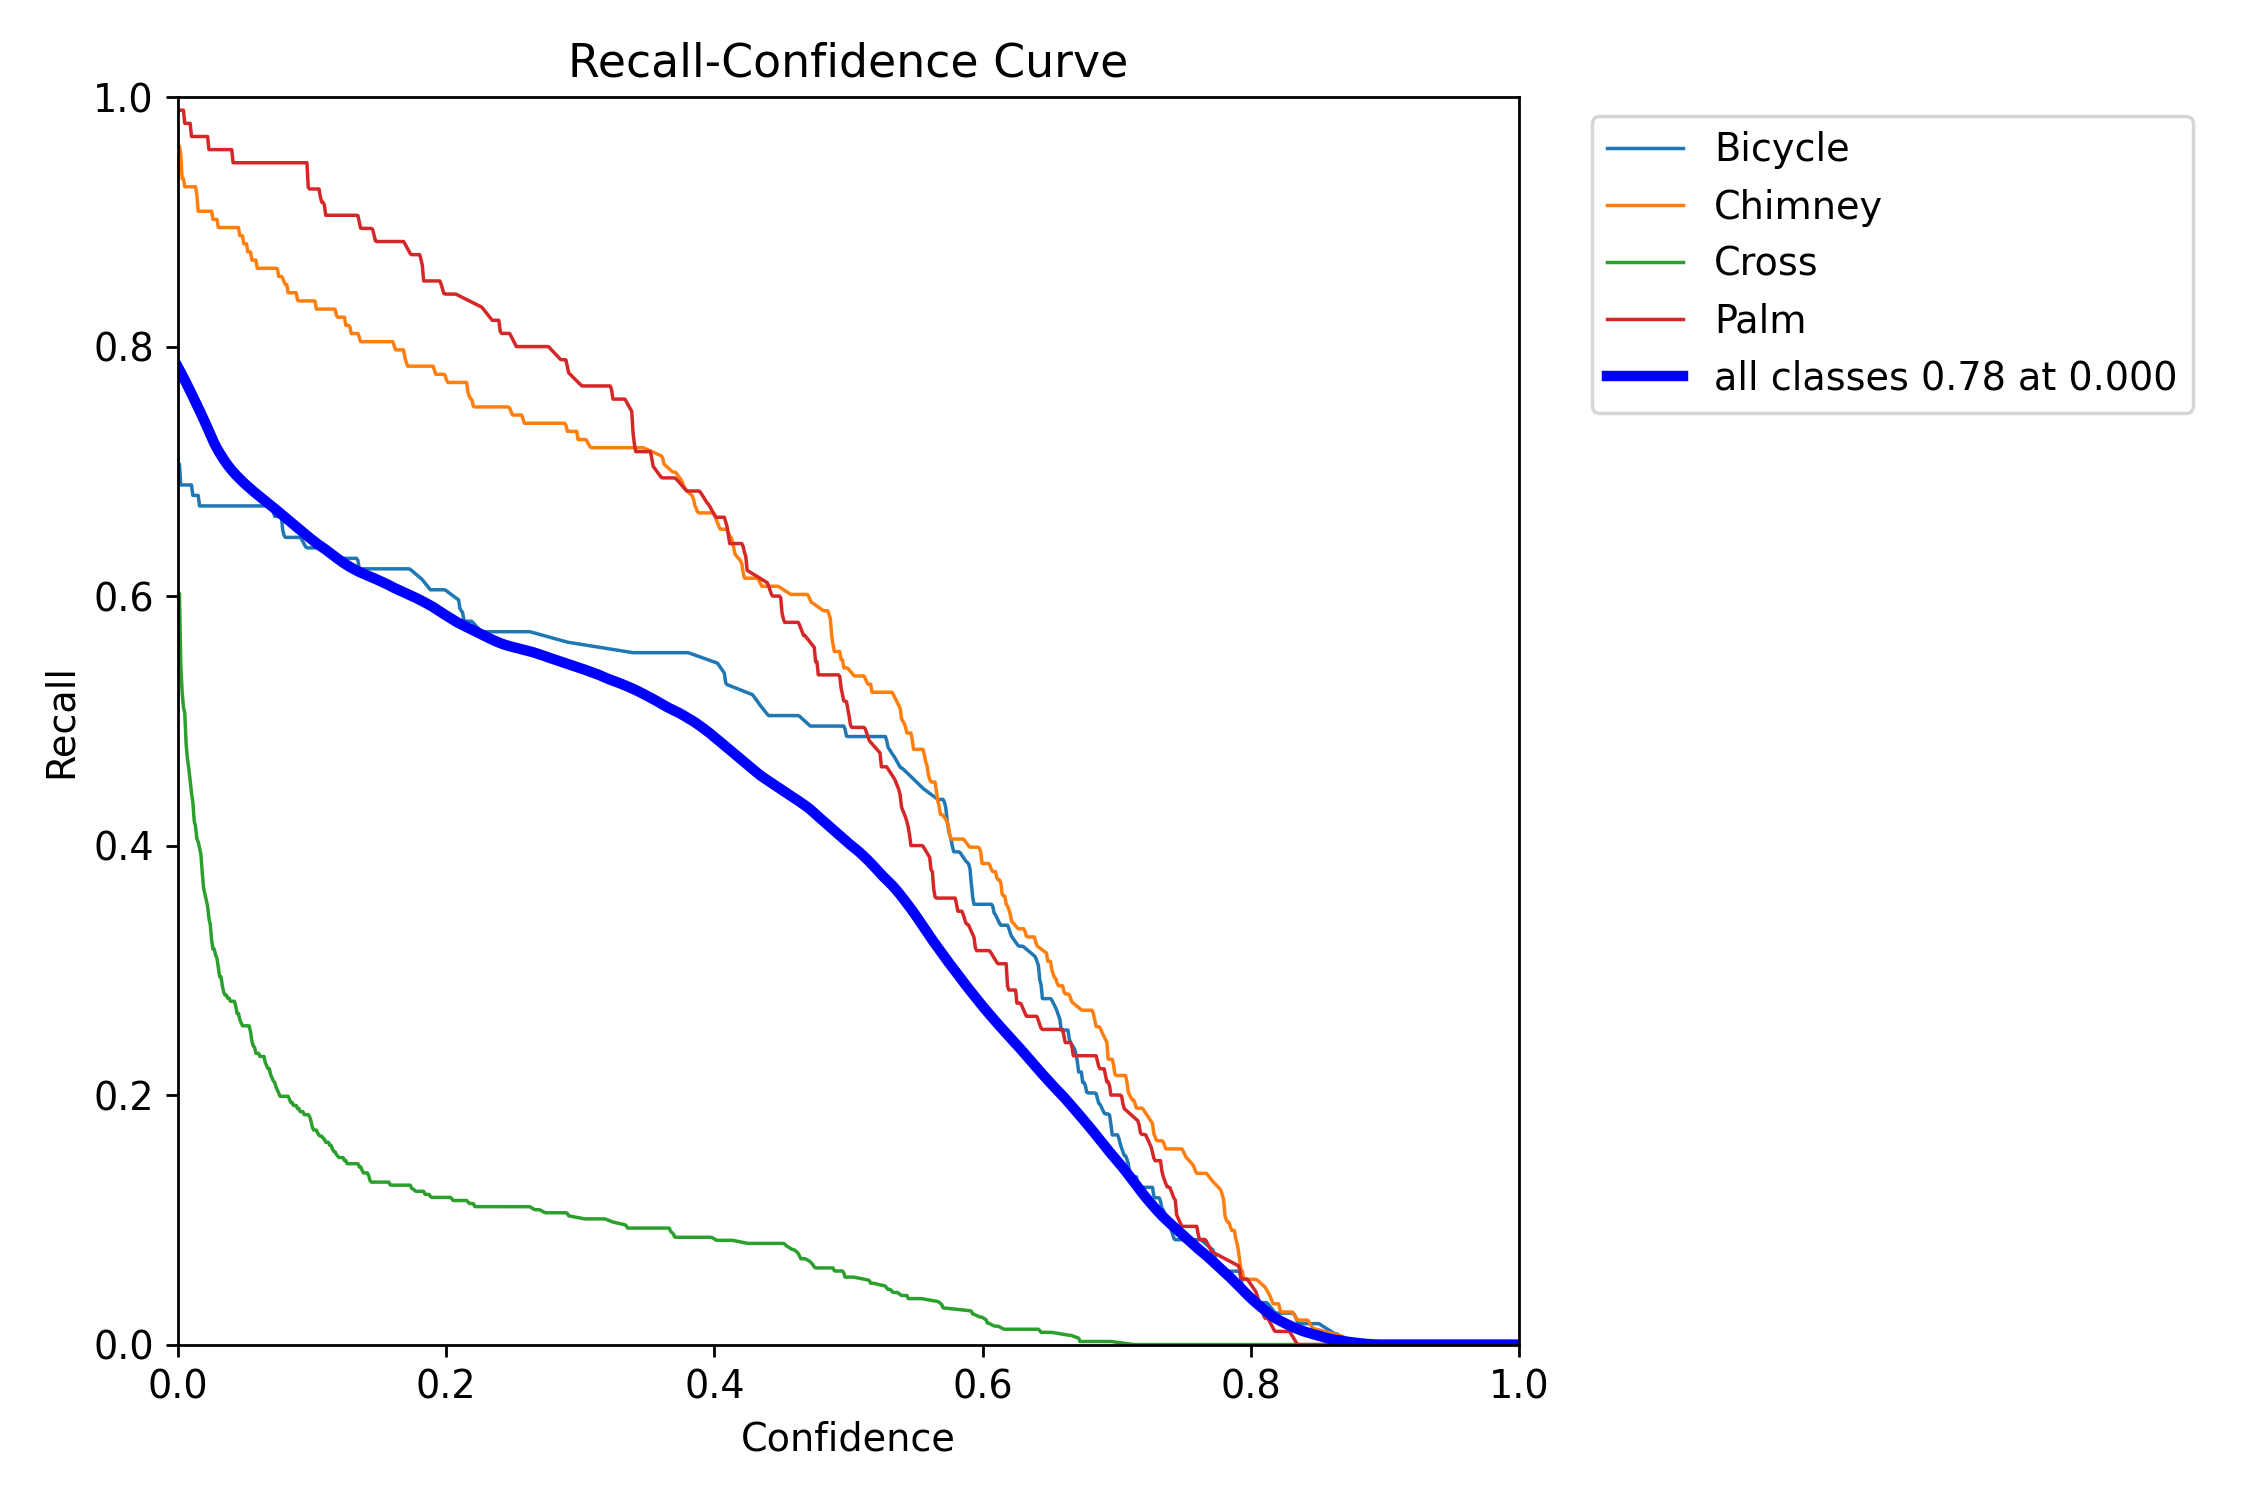 Recall-Confidence Curve
1.0
0.8
0.6
0.4
0.2
0.0
Recall
0.0 0.2 0.4 0.6 0.8 1.0
Confidence
Bicycle
Chimney
Cross
Palm
all classes 0.78 at 0.000